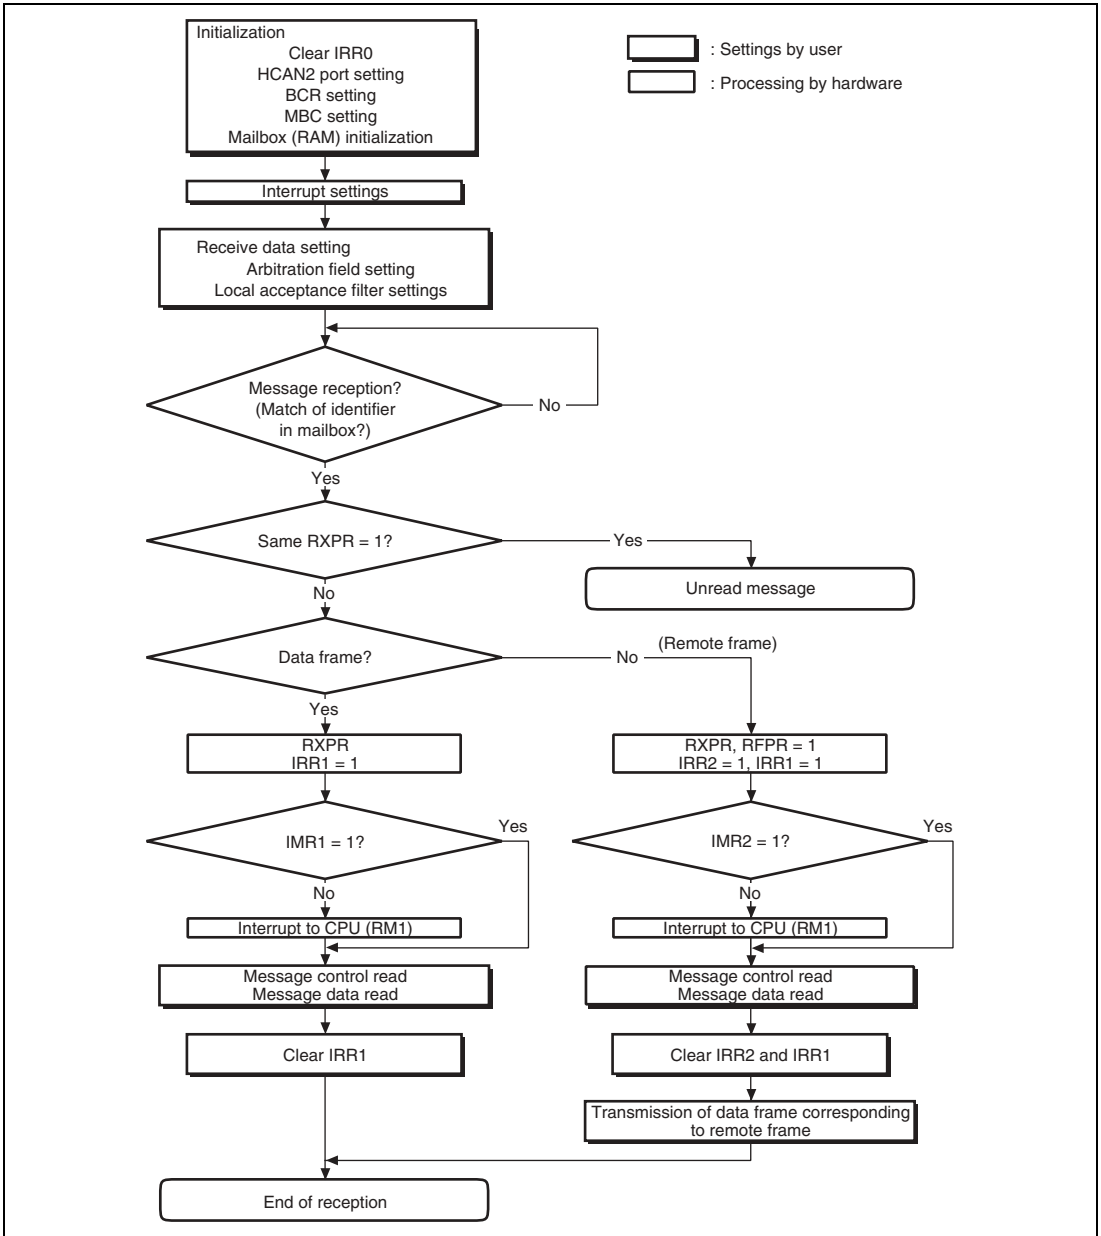 Initialization
Clear IRR0
HCAN2 port setting
BCR setting
MBC setting
Mailbox (RAM) initialization
: Settings by user
: Processing by hardware
Interrupt settings
Receive data setting
Arbitration field setting
Local acceptance filter settings
Message reception?
(Match of identifier
in mailbox?)
No
Yes
Same RXPR = 1?
Yes
Unread message
No
Data frame?
No
(Remote frame)
Yes
RXPR
IRR1 = 1
RXPR, RFPR = 1
IRR2 = 1, IRR1 = 1
IMR1 = 1?
Yes
IMR2 = 1?
Yes
No
No
Interrupt to CPU (RM1)
Interrupt to CPU (RM1)
Message control read
Message data read
Message control read
Message data read
Clear IRR1
Clear IRR2 and IRR1
Transmission of data frame corresponding
to remote frame
End of reception